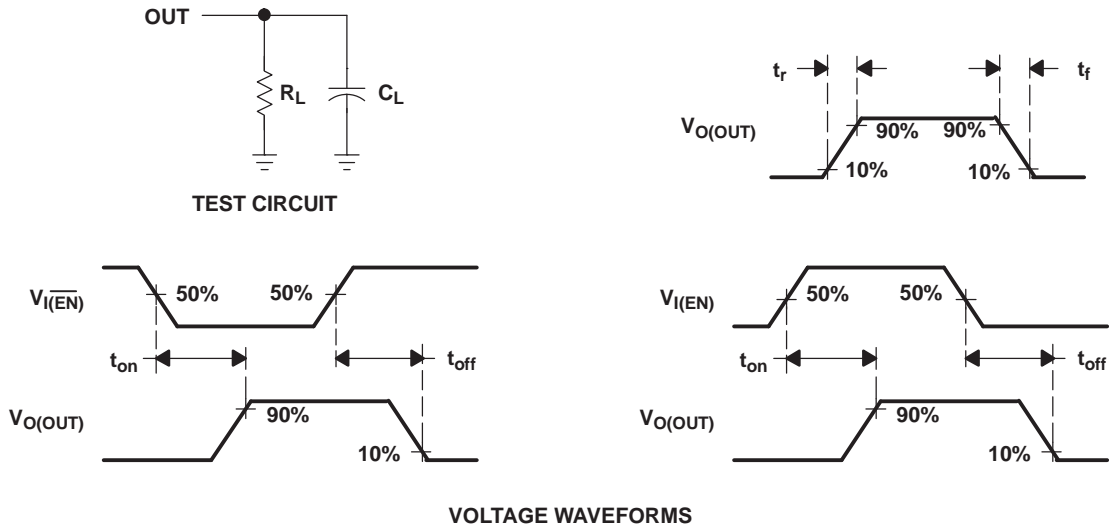 OUT
R_L
C_L
TEST CIRCUIT
t_r
t_f
V_O(OUT)
90%
90%
10%
10%
V_I(E̅N̅)
50%
50%
t_on
t_off
V_O(OUT)
90%
10%
V_I(EN)
50%
50%
t_on
t_off
V_O(OUT)
90%
10%
VOLTAGE WAVEFORMS